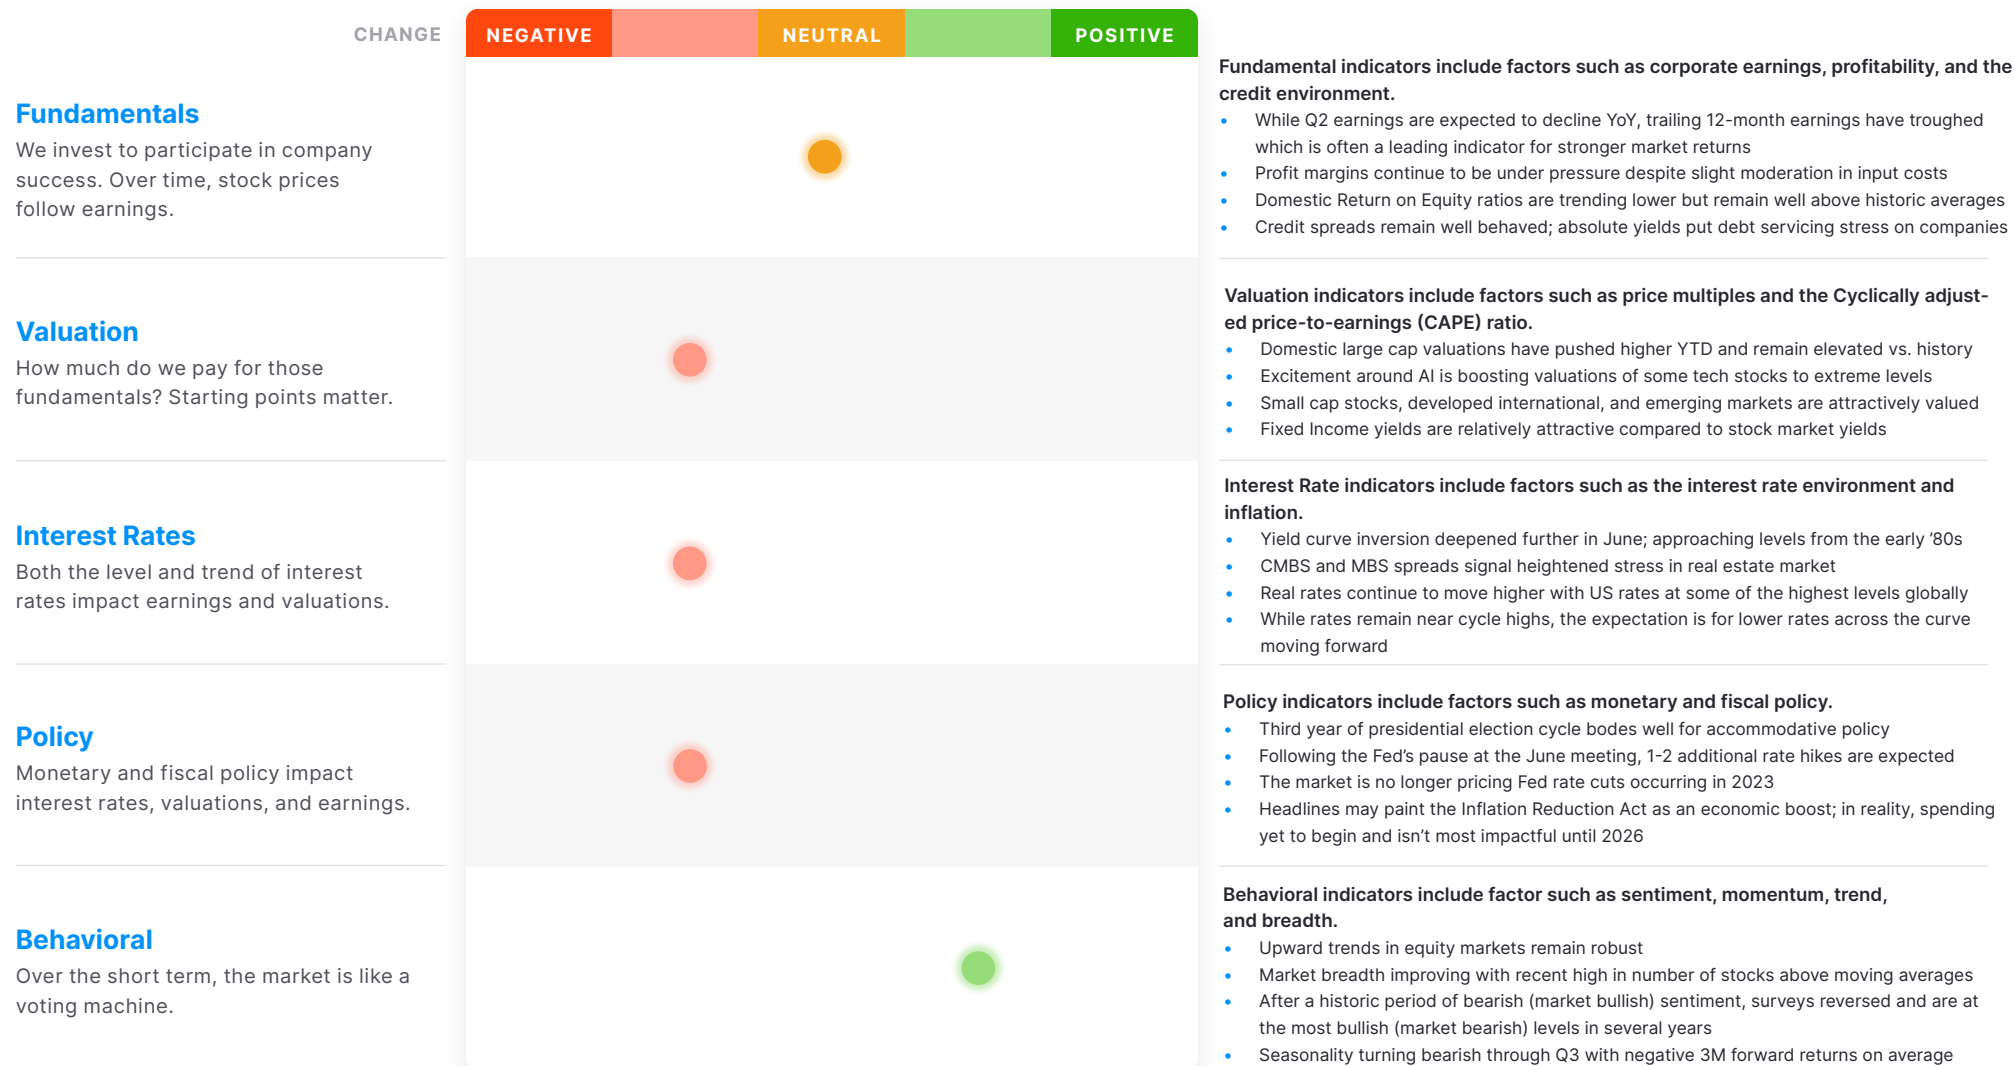 CHANGE
NEGATIVE
NEUTRAL
POSITIVE
Fundamentals
We invest to participate in company
success. Over time, stock prices
follow earnings.
Fundamental indicators include factors such as corporate earnings, profitability, and the
credit environment.
• While Q2 earnings are expected to decline YoY, trailing 12-month earnings have troughed
which is often a leading indicator for stronger market returns
• Profit margins continue to be under pressure despite slight moderation in input costs
• Domestic Return on Equity ratios are trending lower but remain well above historic averages
• Credit spreads remain well behaved; absolute yields put debt servicing stress on companies
Valuation
How much do we pay for those
fundamentals? Starting points matter.
Valuation indicators include factors such as price multiples and the Cyclically adjust-
ed price-to-earnings (CAPE) ratio.
• Domestic large cap valuations have pushed higher YTD and remain elevated vs. history
• Excitement around AI is boosting valuations of some tech stocks to extreme levels
• Small cap stocks, developed international, and emerging markets are attractively valued
• Fixed Income yields are relatively attractive compared to stock market yields
Interest Rates
Both the level and trend of interest
rates impact earnings and valuations.
Interest Rate indicators include factors such as the interest rate environment and
inflation.
• Yield curve inversion deepened further in June; approaching levels from the early ’80s
• CMBS and MBS spreads signal heightened stress in real estate market
• Real rates continue to move higher with US rates at some of the highest levels globally
• While rates remain near cycle highs, the expectation is for lower rates across the curve
moving forward
Policy
Monetary and fiscal policy impact
interest rates, valuations, and earnings.
Policy indicators include factors such as monetary and fiscal policy.
• Third year of presidential election cycle bodes well for accommodative policy
• Following the Fed’s pause at the June meeting, 1-2 additional rate hikes are expected
• The market is no longer pricing Fed rate cuts occurring in 2023
• Headlines may paint the Inflation Reduction Act as an economic boost; in reality, spending
yet to begin and isn’t most impactful until 2026
Behavioral
Over the short term, the market is like a
voting machine.
Behavioral indicators include factor such as sentiment, momentum, trend,
and breadth.
• Upward trends in equity markets remain robust
• Market breadth improving with recent high in number of stocks above moving averages
• After a historic period of bearish (market bullish) sentiment, surveys reversed and are at
the most bullish (market bearish) levels in several years
• Seasonality turning bearish through Q3 with negative 3M forward returns on average